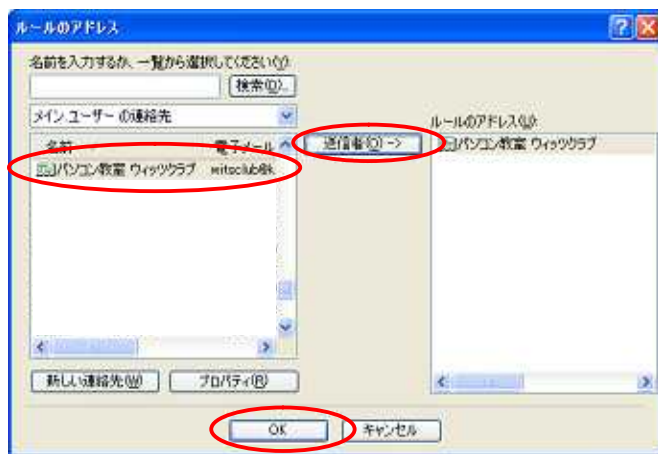 ルールのアドレス
名前を入力するか、一覧から選択してください(Y):
検索(D)...
メイン ユーザー の連絡先
ルールのアドレス(L):
名前 電子メール
送信者(O) ->
パソコン教室 ウィッツクラブ witsclub@k
パソコン教室 ウィッツクラブ
新しい連絡先(W)
プロパティ(R)
OK
キャンセル